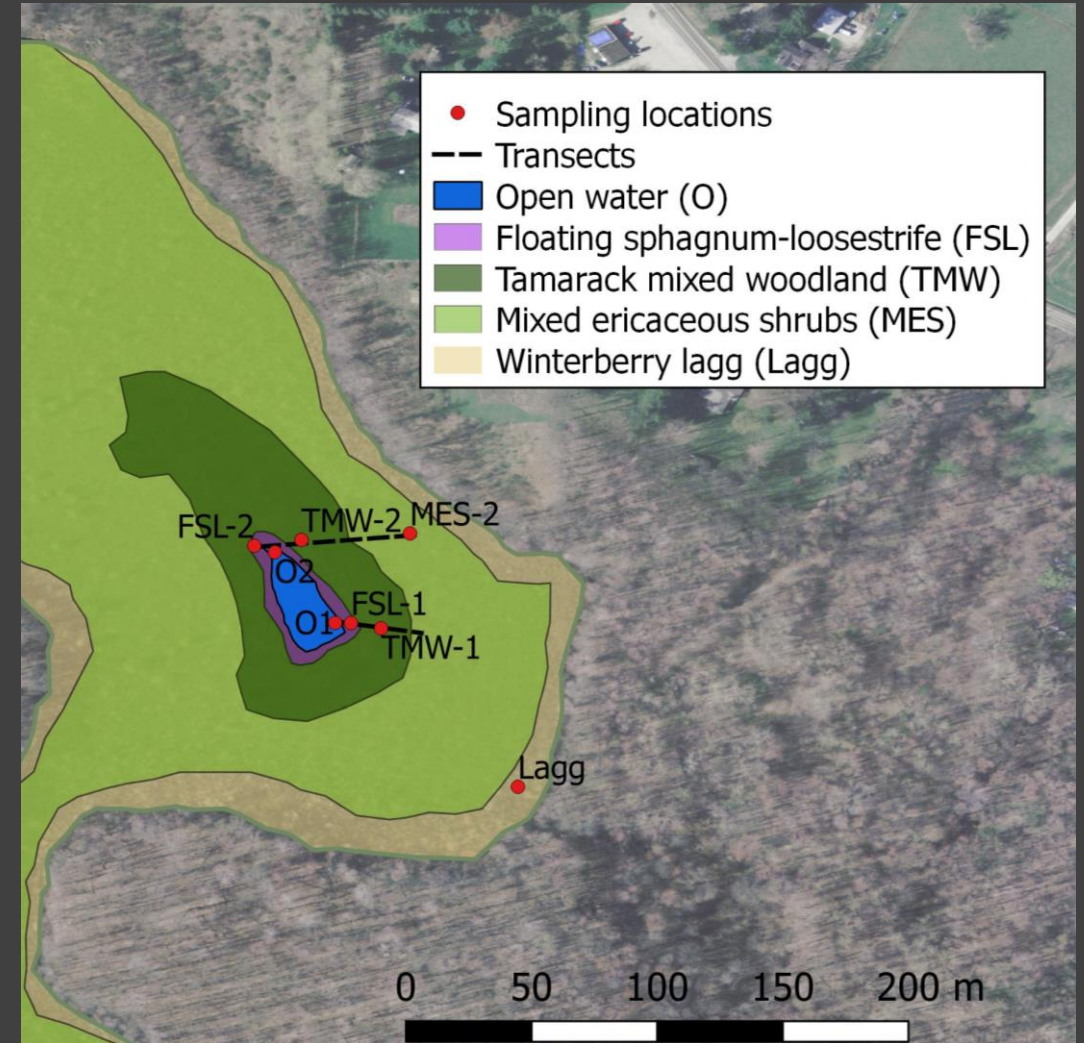 Sampling locations
Transects
Open water (O)
Floating sphagnum-loosestrife (FSL)
Tamarack mixed woodland (TMW)
Mixed ericaceous shrubs (MES)
Winterberry lagg (Lagg)
FSL-2
TMW-2
MES-2
O2
FSL-1
O1
TMW-1
Lagg
0 50 100 150 200 m